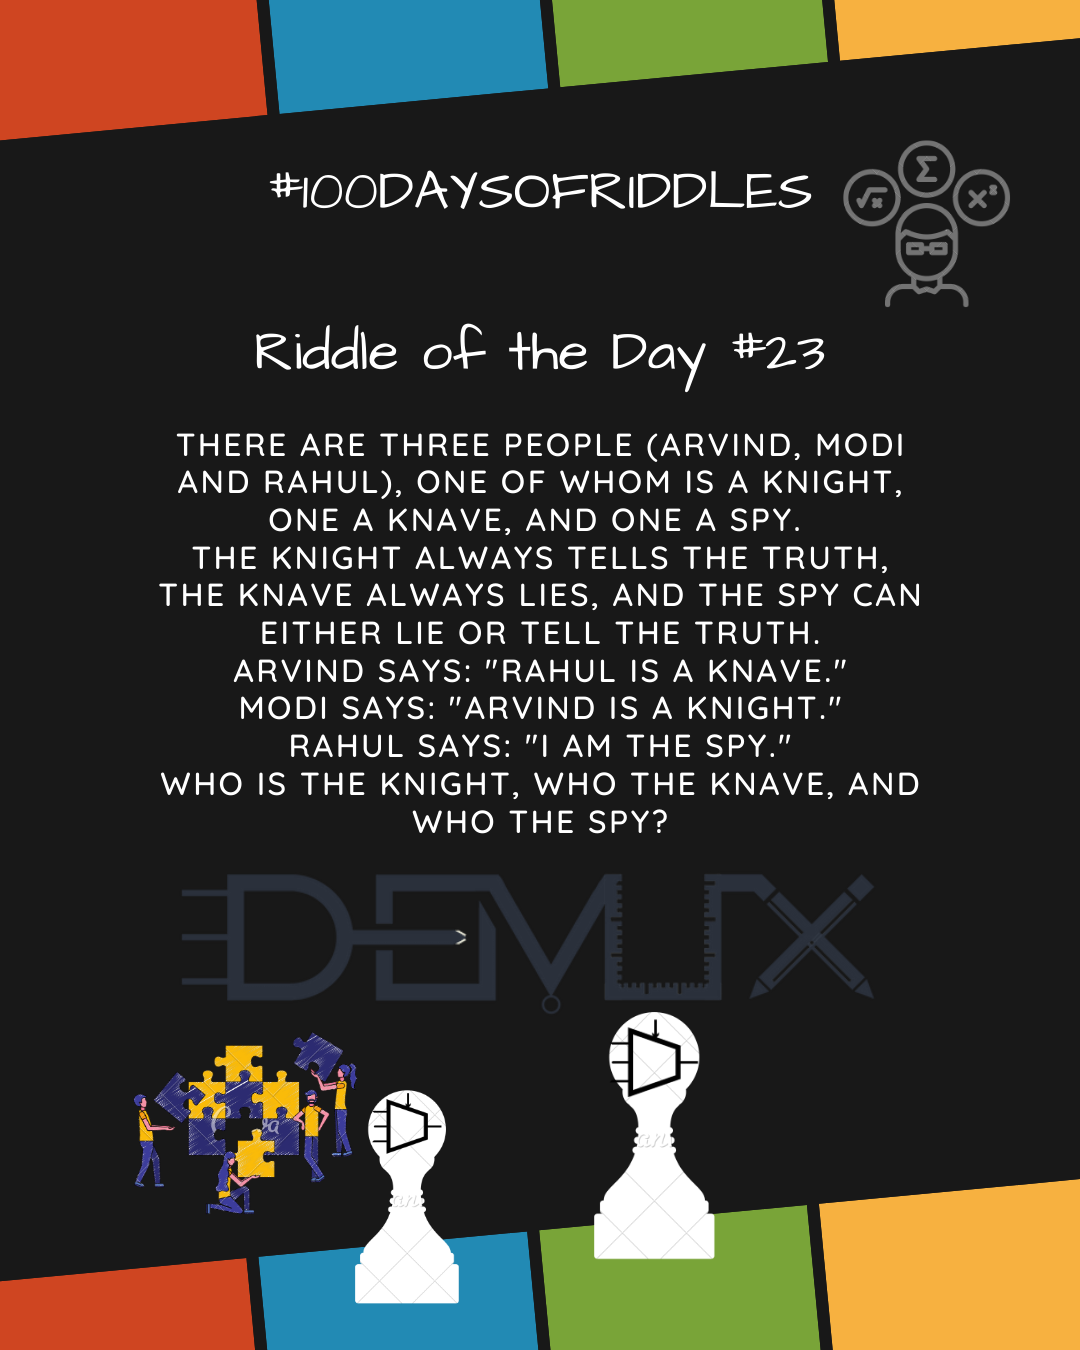 #100DAYSOFRIDDLES
Riddle of the Day #23
THERE ARE THREE PEOPLE (ARVIND, MODI
AND RAHUL), ONE OF WHOM IS A KNIGHT,
ONE A KNAVE, AND ONE A SPY.
THE KNIGHT ALWAYS TELLS THE TRUTH,
THE KNAVE ALWAYS LIES, AND THE SPY CAN
EITHER LIE OR TELL THE TRUTH.
ARVIND SAYS: "RAHUL IS A KNAVE."
MODI SAYS: "ARVIND IS A KNIGHT."
RAHUL SAYS: "I AM THE SPY."
WHO IS THE KNIGHT, WHO THE KNAVE, AND
WHO THE SPY?
DEMUX